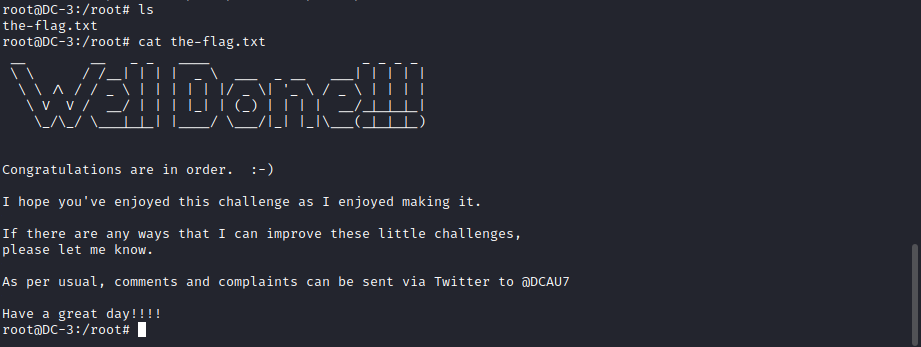 root@DC-3:/root# ls
the-flag.txt
root@DC-3:/root# cat the-flag.txt
Well Done!!!!
Congratulations are in order.  :-)
I hope you've enjoyed this challenge as I enjoyed making it.
If there are any ways that I can improve these little challenges,
please let me know.
As per usual, comments and complaints can be sent via Twitter to @DCAU7
Have a great day!!!!
root@DC-3:/root#